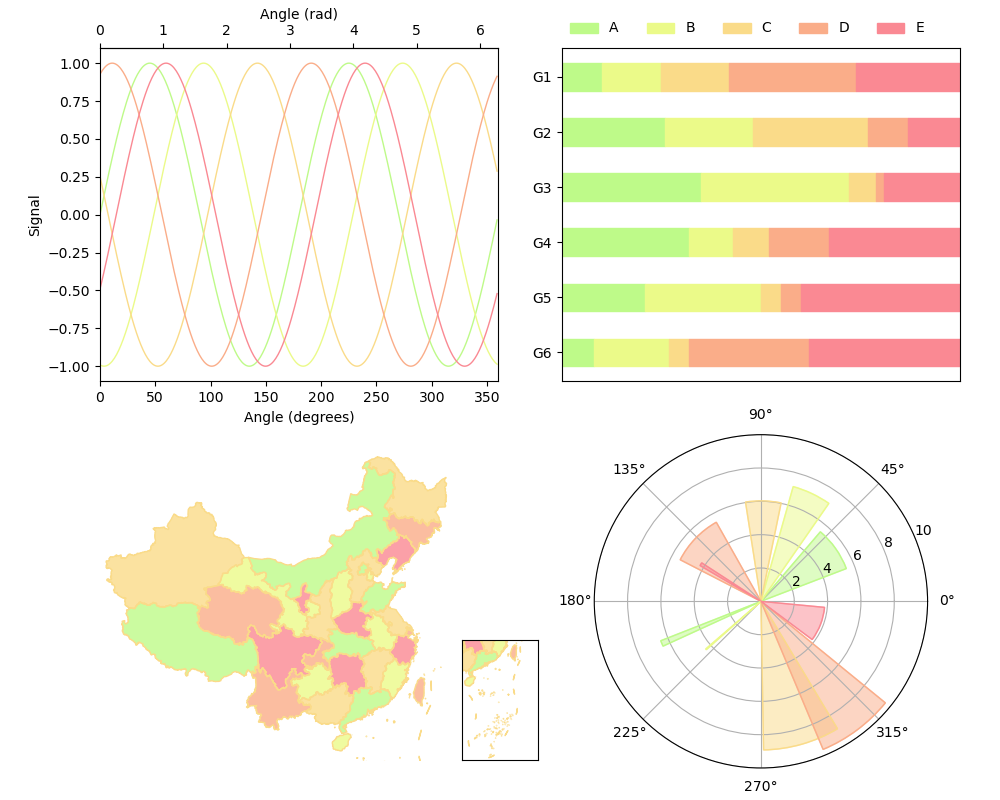 Angle (rad)
0 1 2 3 4 5 6
1.00
0.75
0.50
0.25
0.00
−0.25
−0.50
−0.75
−1.00
Signal
0 50 100 150 200 250 300 350
Angle (degrees)
A B C D E
G1
G2
G3
G4
G5
G6
90°
135° 45°
10
8
6
4
2
180° 0°
225° 315°
270°